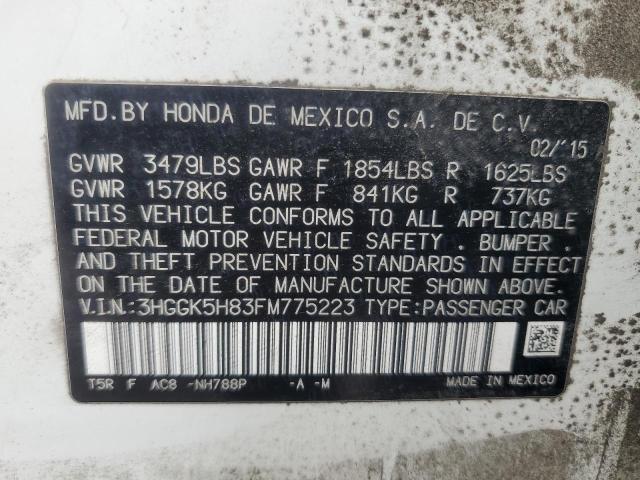 MFD.BY HONDA DE MEXICO S.A. DE C.V.
02/'15
GVWR 3479LBS GAWR F 1854LBS R 1625LBS
GVWR 1578KG GAWR F 841KG R 737KG
THIS VEHICLE CONFORMS TO ALL APPLICABLE
FEDERAL MOTOR VEHICLE SAFETY . BUMPER .
AND THEFT PREVENTION STANDARDS IN EFFECT
ON THE DATE OF MANUFACTURE SHOWN ABOVE.
V.I.N.:3HGGK5H83FM775223 TYPE:PASSENGER CAR
T5R F AC8 -NH788P -A -M MADE IN MEXICO